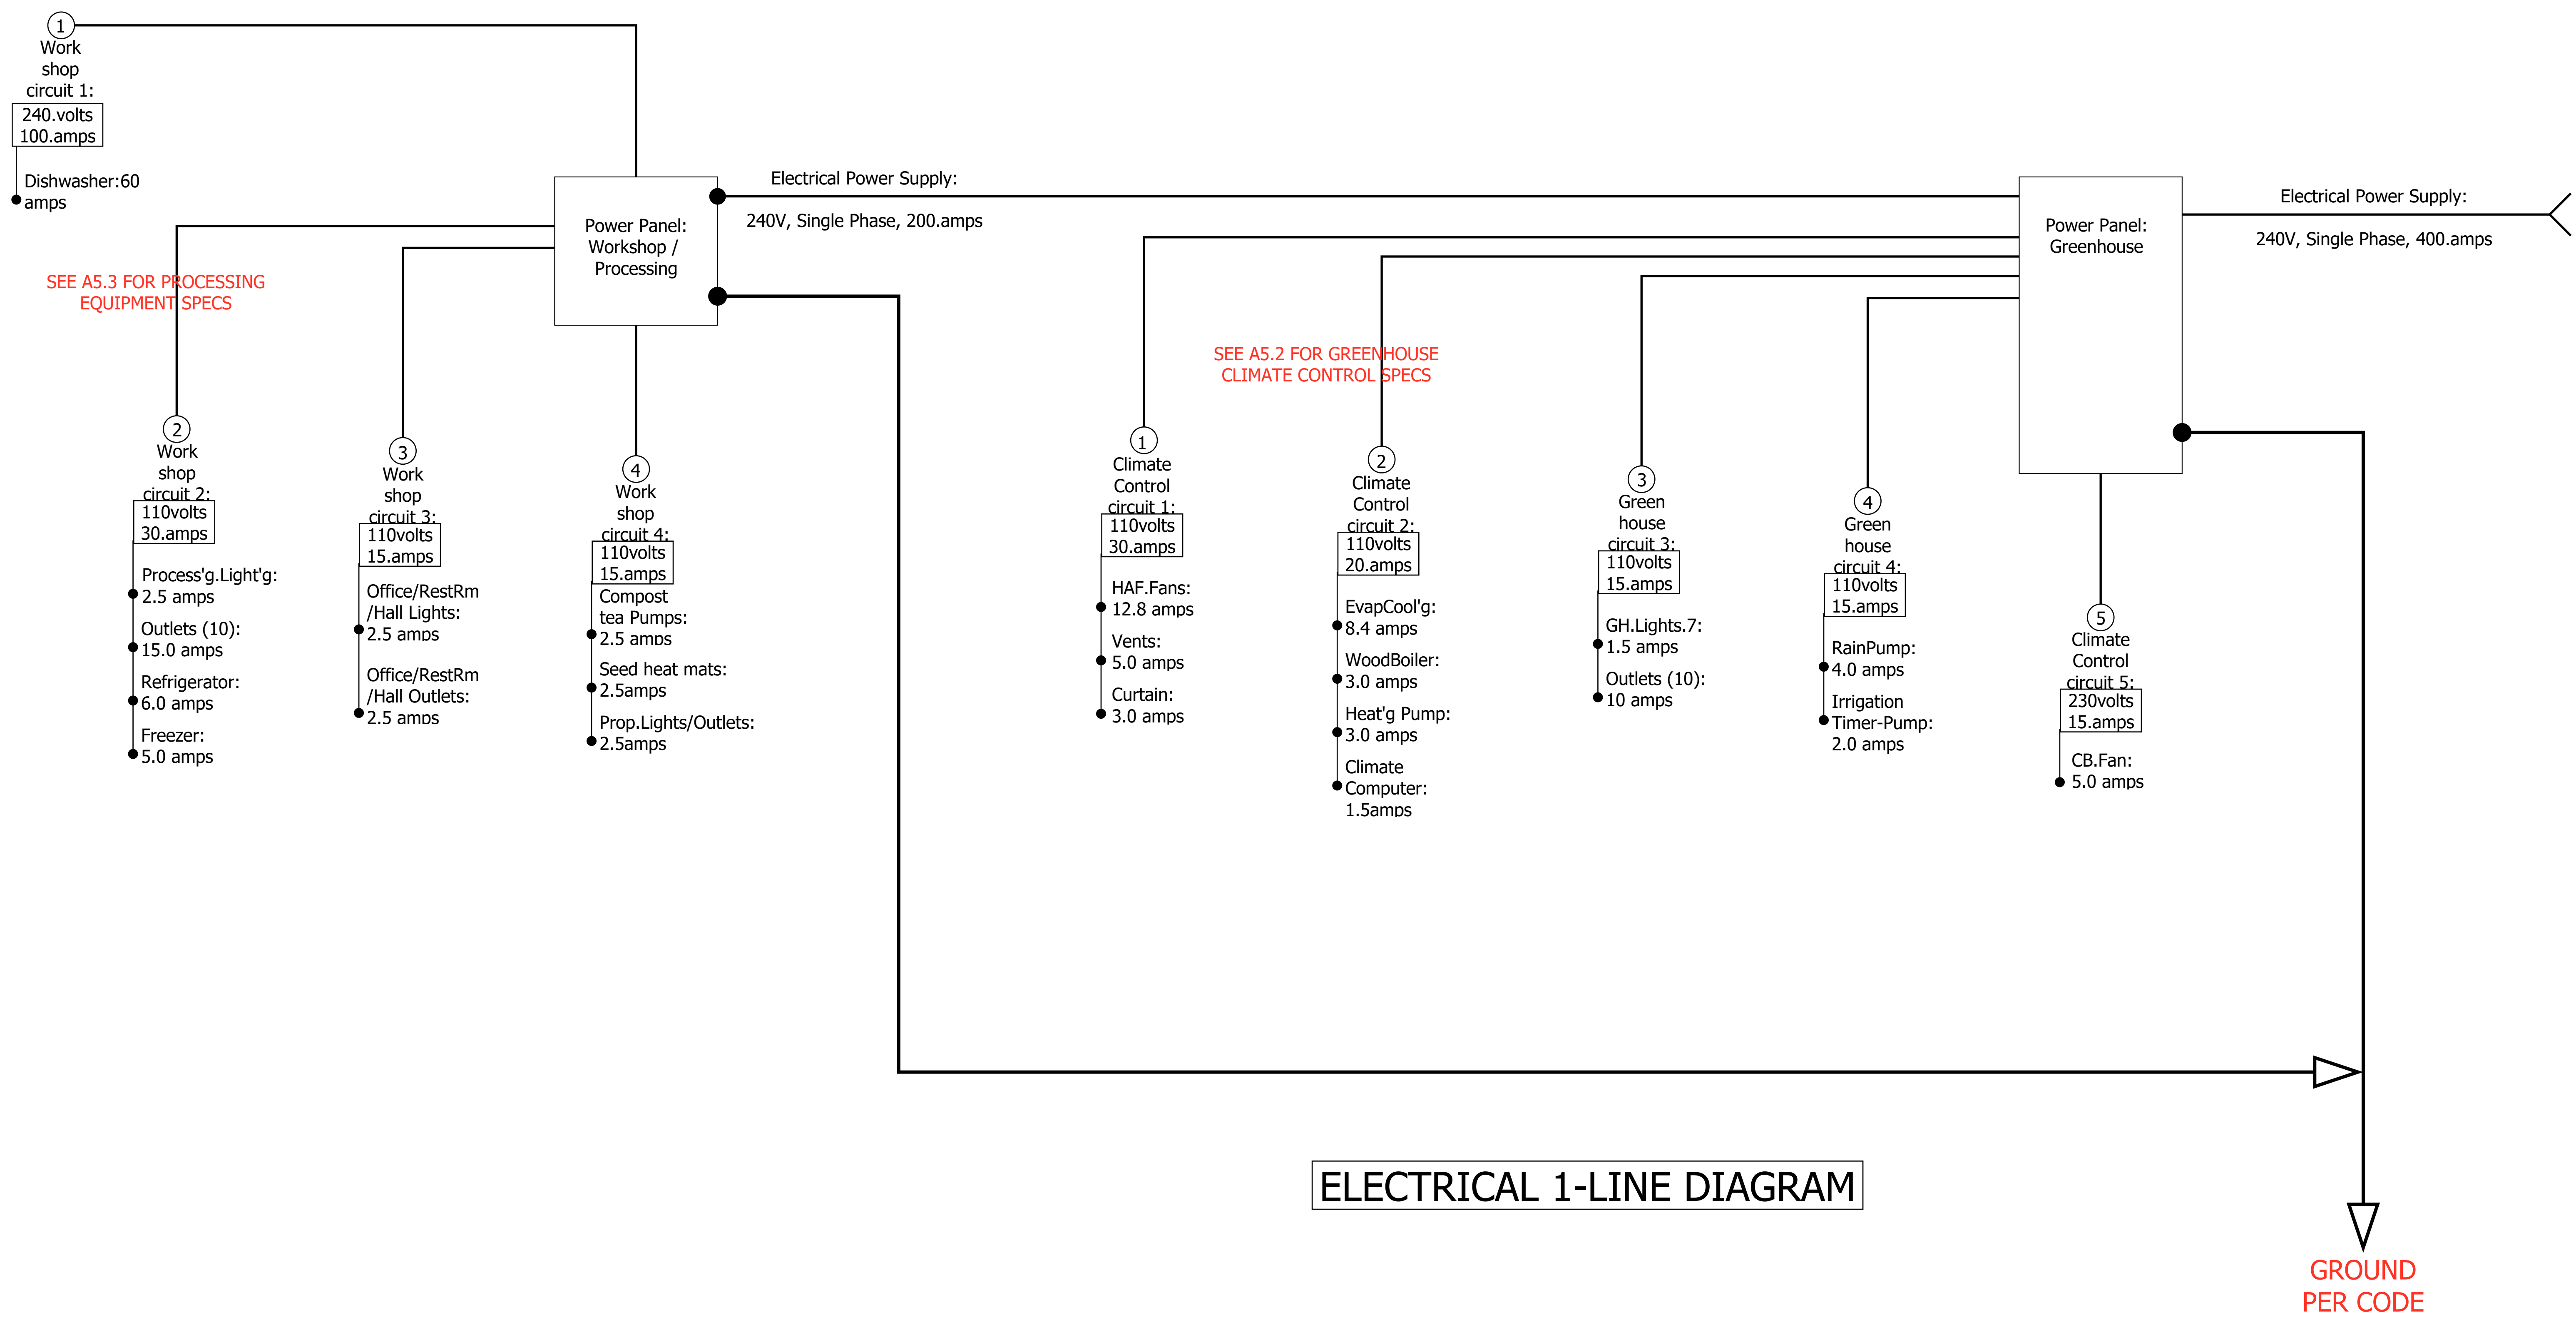 1
Work
shop
circuit 1:
240.volts
100.amps
Dishwasher:60
amps
Power Panel:
Workshop /
Processing
Electrical Power Supply:
240V, Single Phase, 200.amps
Power Panel:
Greenhouse
Electrical Power Supply:
240V, Single Phase, 400.amps
SEE A5.3 FOR PROCESSING
EQUIPMENT SPECS
SEE A5.2 FOR GREENHOUSE
CLIMATE CONTROL SPECS
2
Work
shop
circuit 2:
110volts
30.amps
Process'g.Light'g:
2.5 amps
Outlets (10):
15.0 amps
Refrigerator:
6.0 amps
Freezer:
5.0 amps
3
Work
shop
circuit 3:
110volts
15.amps
Office/RestRm
/Hall Lights:
2.5 amps
Office/RestRm
/Hall Outlets:
2.5 amps
4
Work
shop
circuit 4:
110volts
15.amps
Compost
tea Pumps:
2.5 amps
Seed heat mats:
2.5amps
Prop.Lights/Outlets:
2.5amps
1
Climate
Control
circuit 1:
110volts
30.amps
HAF.Fans:
12.8 amps
Vents:
5.0 amps
Curtain:
3.0 amps
2
Climate
Control
circuit 2:
110volts
20.amps
EvapCool'g:
8.4 amps
WoodBoiler:
3.0 amps
Heat'g Pump:
3.0 amps
Climate
Computer:
1.5amps
3
Green
house
circuit 3:
110volts
15.amps
GH.Lights.7:
1.5 amps
Outlets (10):
10 amps
4
Green
house
circuit 4:
110volts
15.amps
RainPump:
4.0 amps
Irrigation
Timer-Pump:
2.0 amps
5
Climate
Control
circuit 5:
230volts
15.amps
CB.Fan:
5.0 amps
ELECTRICAL 1-LINE DIAGRAM
GROUND
PER CODE